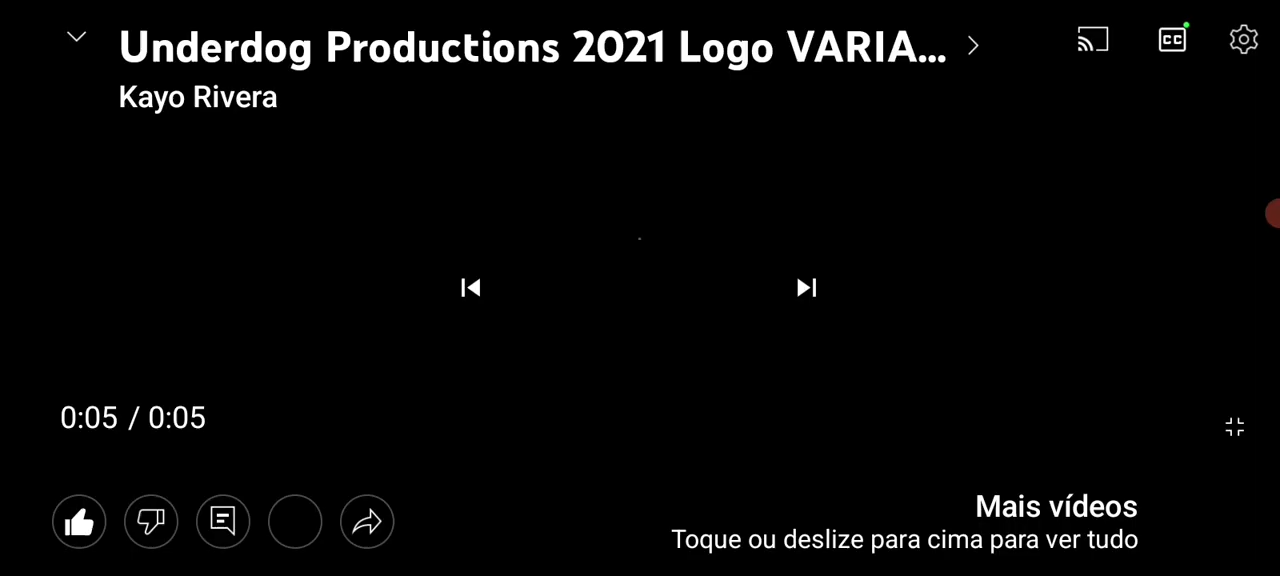 Underdog Productions 2021 Logo VARIA...
Kayo Rivera
CC
0:05 / 0:05
Mais vídeos
Toque ou deslize para cima para ver tudo